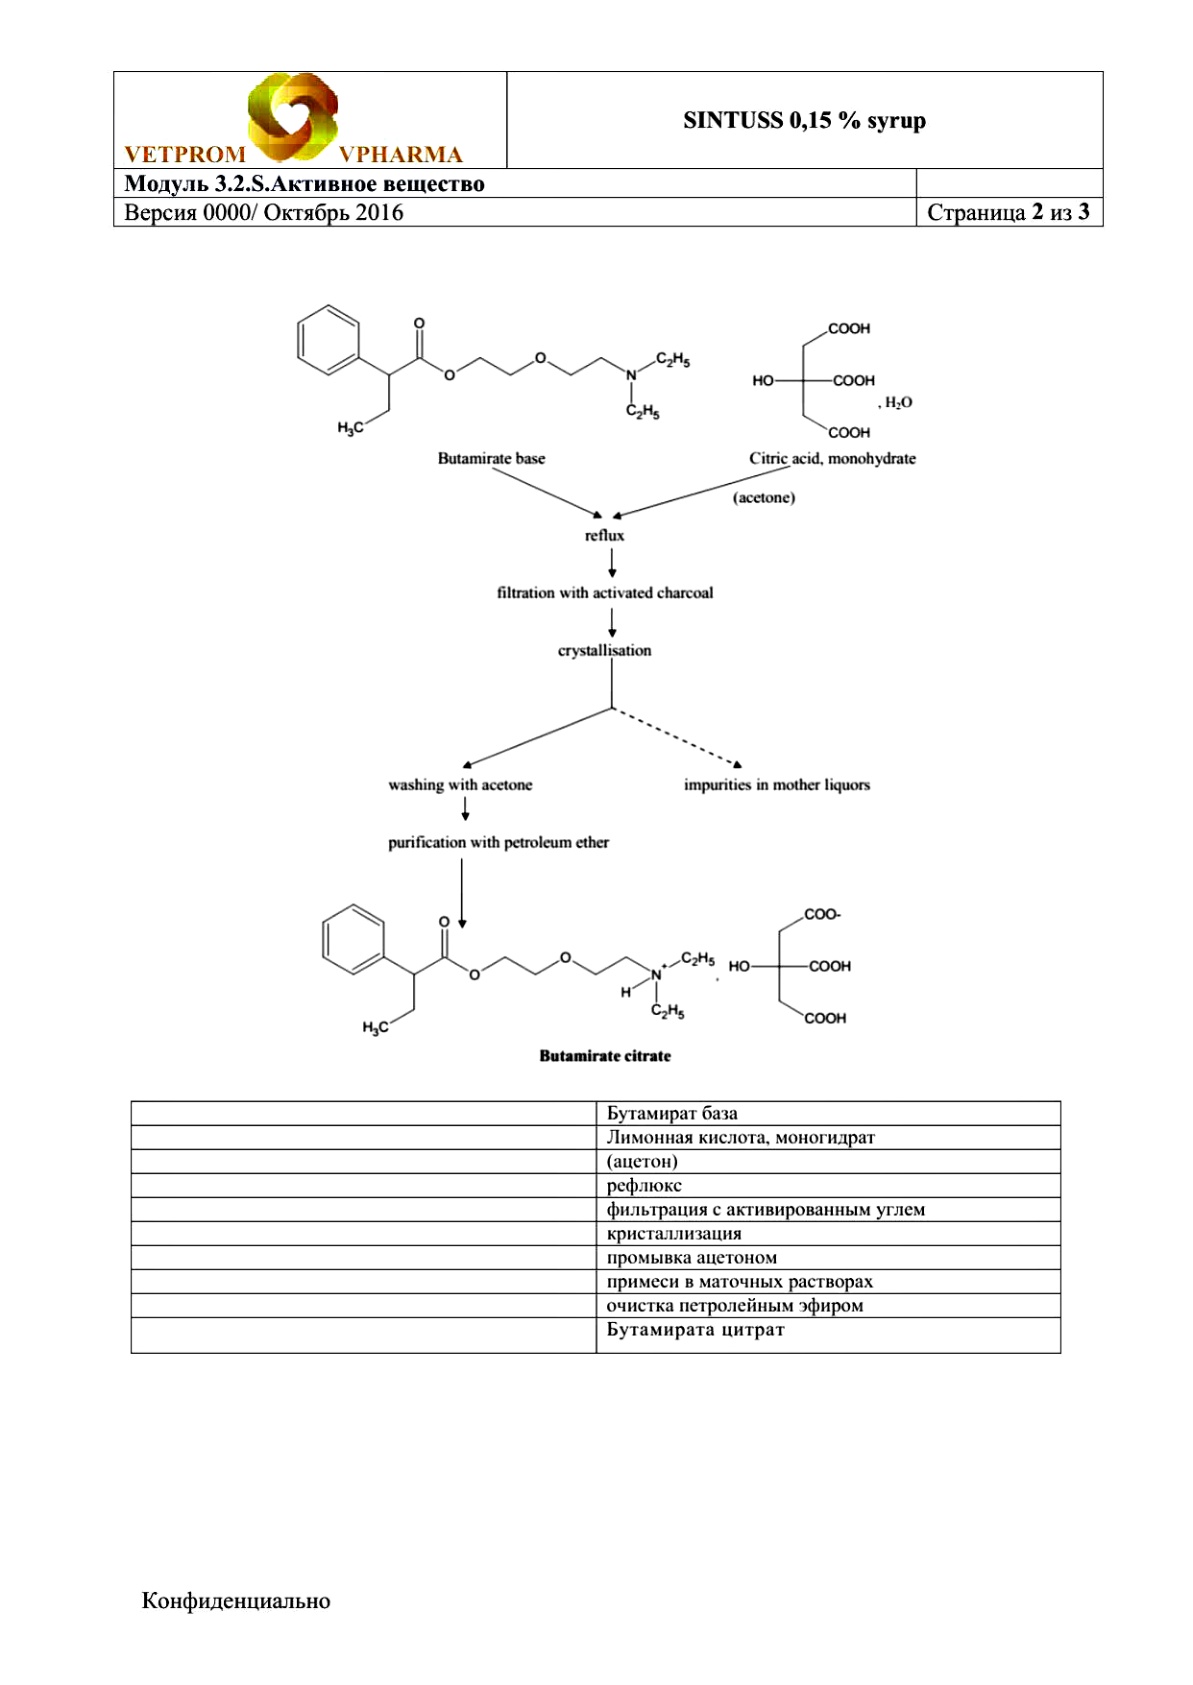 VETPROM VPHARMA
SINTUSS 0,15 % syrup
Модуль 3.2.S.Активное вещество
Версия 0000/ Октябрь 2016
Страница 2 из 3
O
O
O
N
C₂H₅
C₂H₅
H₃C
COOH
HO
COOH
, H₂O
COOH
Butamirate base
Citric acid, monohydrate
(acetone)
reflux
filtration with activated charcoal
crystallisation
washing with acetone
impurities in mother liquors
purification with petroleum ether
O
O
O
N⁺
C₂H₅
H
C₂H₅
H₃C
.
COO-
HO
COOH
COOH
Butamirate citrate
Бутамират база
Лимонная кислота, моногидрат
(ацетон)
рефлюкс
фильтрация с активированным углем
кристаллизация
промывка ацетоном
примеси в маточных растворах
очистка петролейным эфиром
Бутамирата цитрат
Конфиденциально